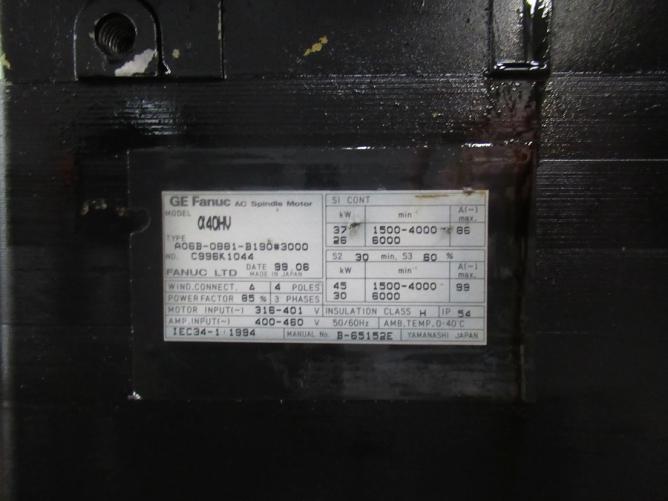 GE Fanuc AC Spindle Motor
MODEL
α40HV
TYPE
A06B-0881-B190#3000
NO. C996K1044
DATE 99.06
FANUC LTD MADE IN JAPAN
WIND.CONNECT. Δ 4 POLES
POWER FACTOR 85 % 3 PHASES
MOTOR INPUT(~) 316-401 V
AMP.INPUT(~) 400-460 V 50/60Hz
IEC34-1/1994
S1 CONT
kW min⁻¹ A(~) max.
37 1500-4000 86
26 6000
S2 30 min, S3 60 %
kW min⁻¹ A(~) max.
45 1500-4000 99
30 6000
INSULATION CLASS H IP 54
AMB.TEMP.0-40°C
MANUAL No. B-65152E YAMANASHI JAPAN